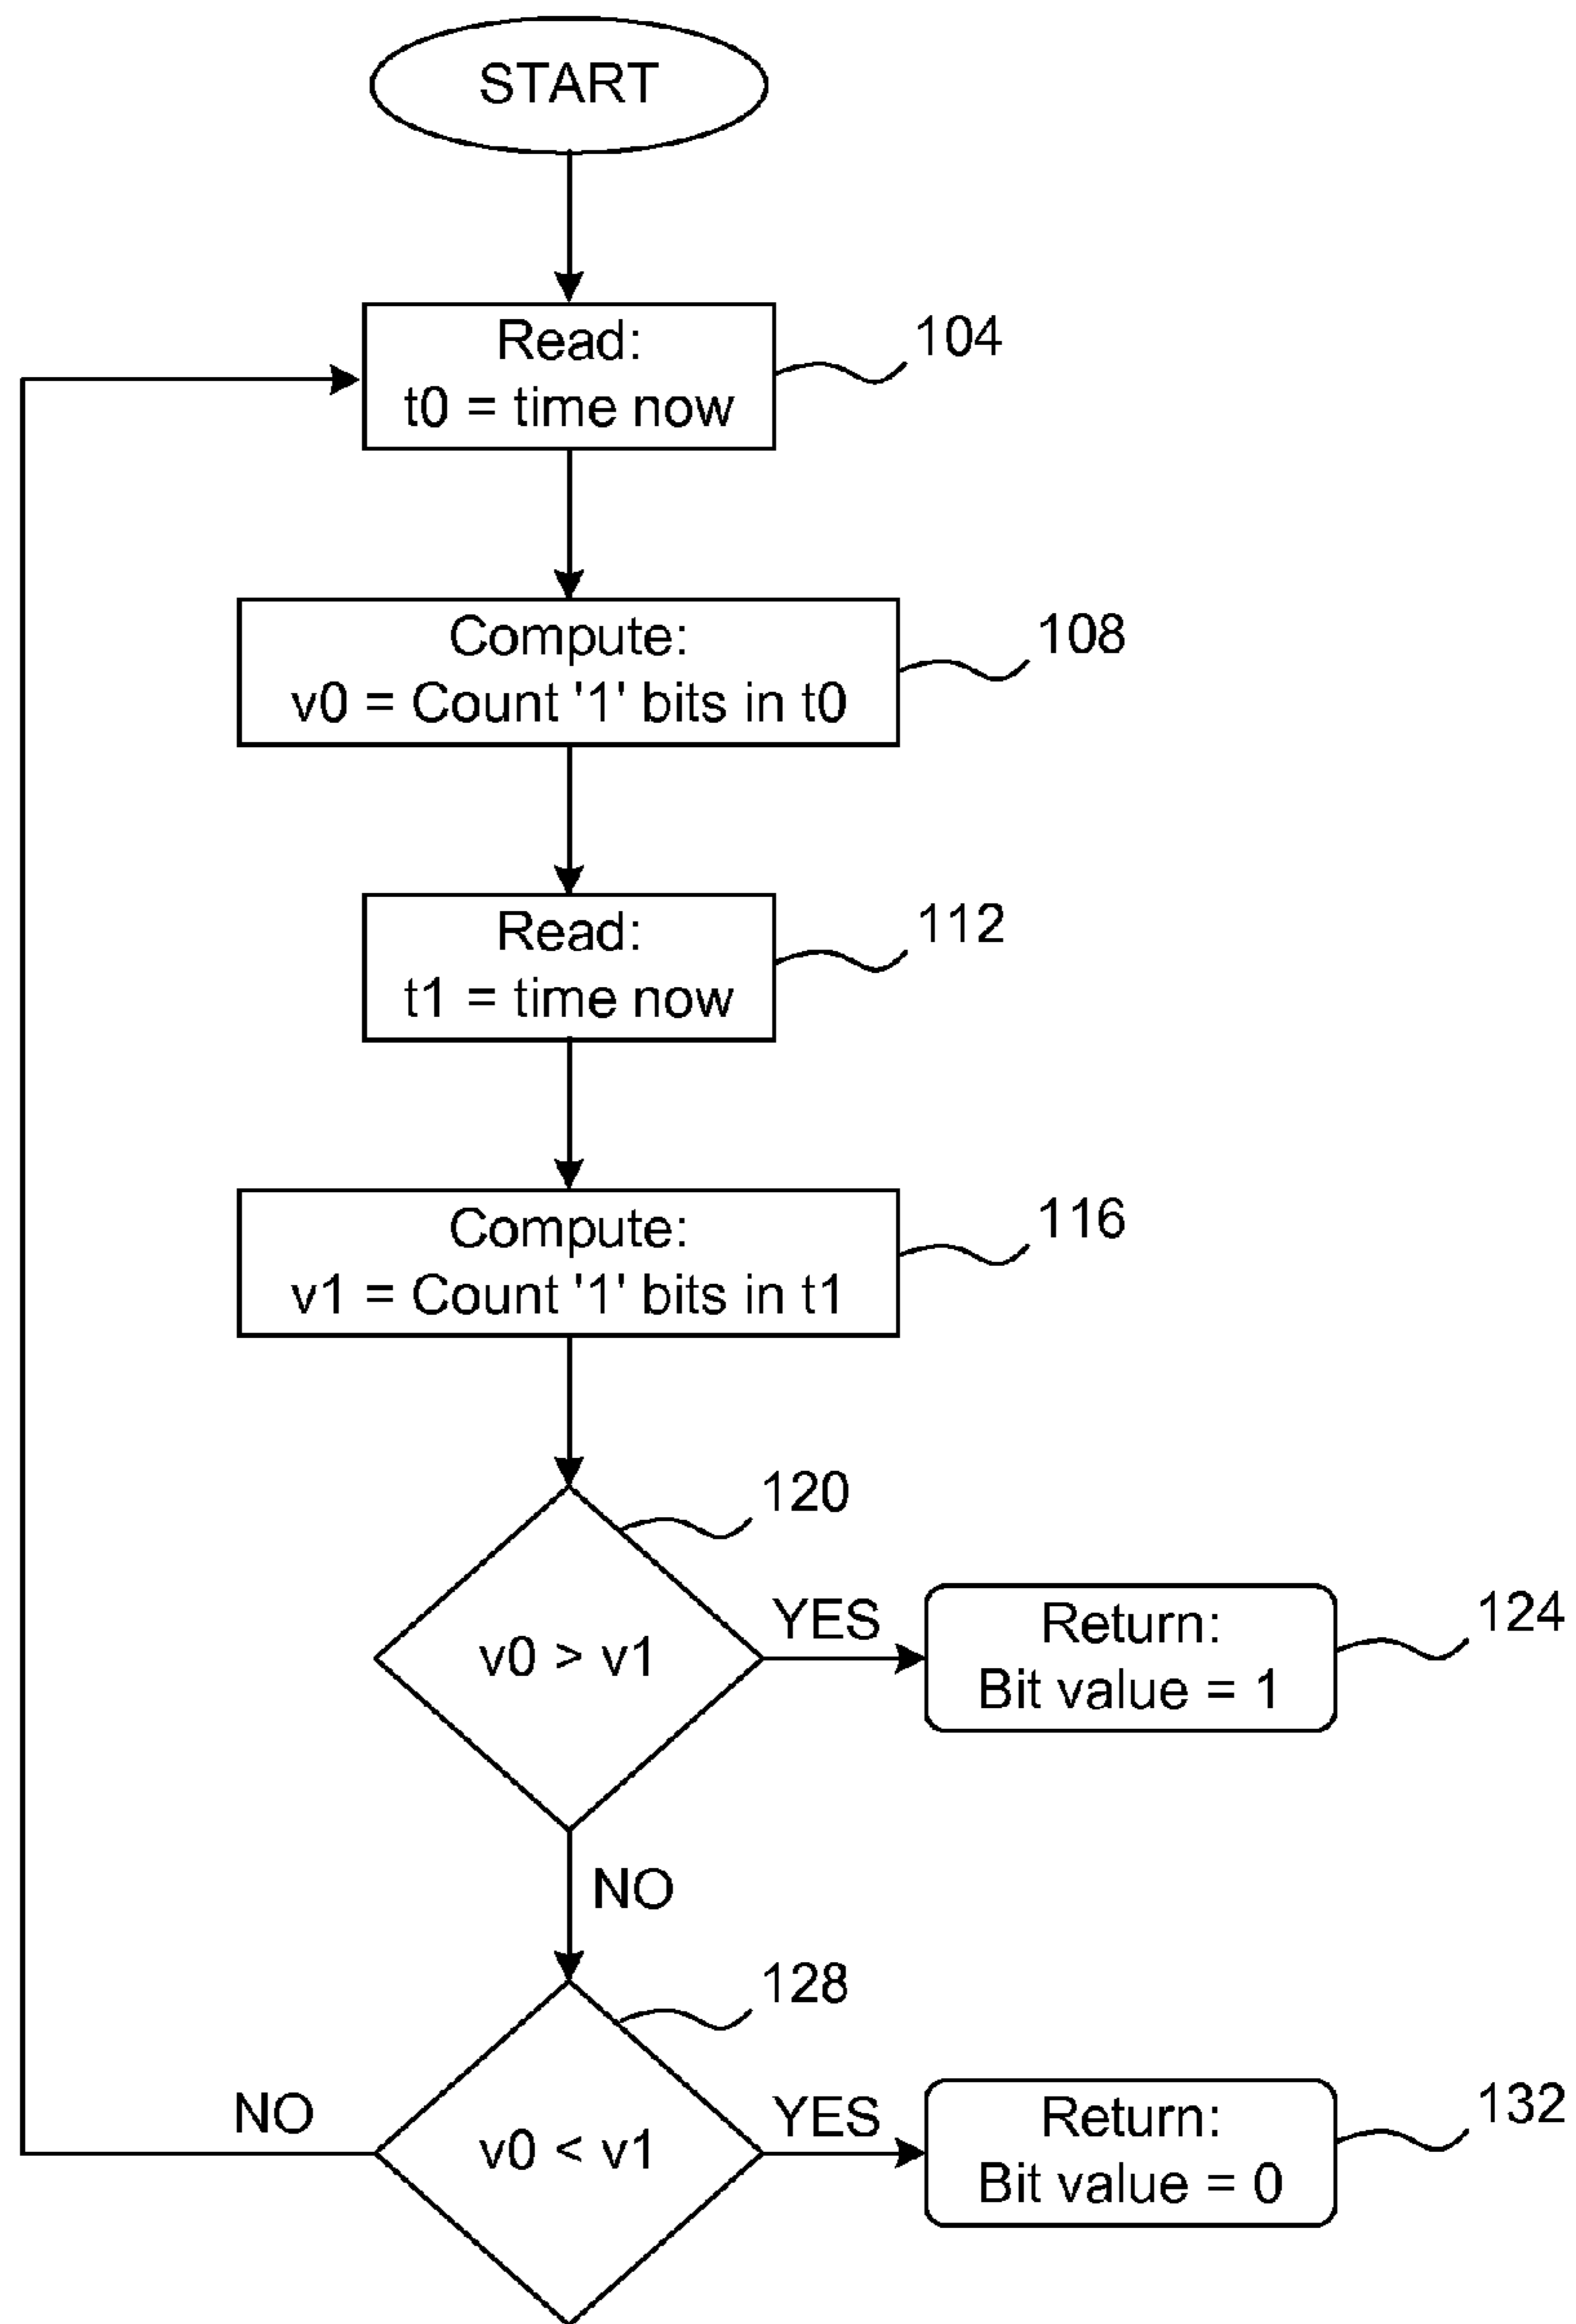 START
Read:
t0 = time now
104
Compute:
v0 = Count '1' bits in t0
108
Read:
t1 = time now
112
Compute:
v1 = Count '1' bits in t1
116
120
v0 > v1
YES
Return:
Bit value = 1
124
NO
128
v0 < v1
NO
YES
Return:
Bit value = 0
132